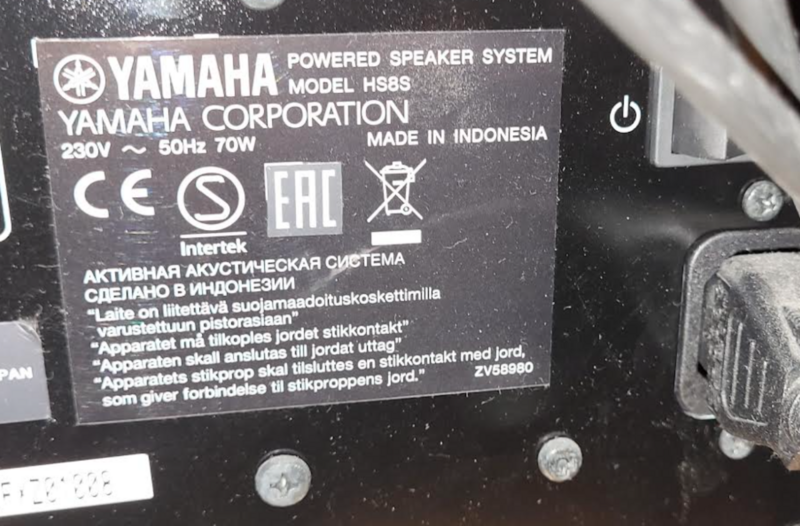 YAMAHA POWERED SPEAKER SYSTEM
MODEL HS8S
YAMAHA CORPORATION
230V ~ 50Hz 70W MADE IN INDONESIA
CE S EAC
Intertek
АКТИВНАЯ АКУСТИЧЕСКАЯ СИСТЕМА
СДЕЛАНО В ИНДОНЕЗИИ
"Laite on liitettävä suojamaadoituskoskettimilla
varustettuun pistorasiaan"
"Apparatet må tilkoples jordet stikkontakt"
"Apparaten skall anslutas till jordat uttag"
"Apparatets stikprop skal tilsluttes en stikkontakt med jord,
som giver forbindelse til stikproppens jord."
ZV58980
PAN
Z01008